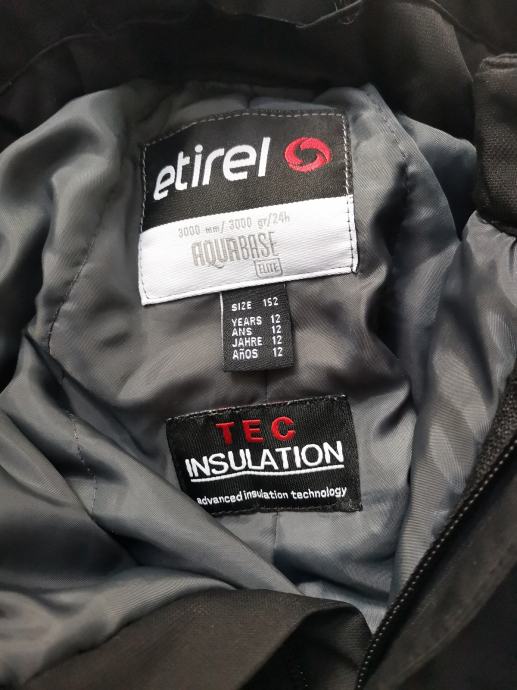 etirel
3000 mm/ 3000 gr/24h
AQUABASE
ELITE
SIZE 152
YEARS 12
ANS 12
JAHRE 12
AÑOS 12
TEC
INSULATION
advanced insulation technology